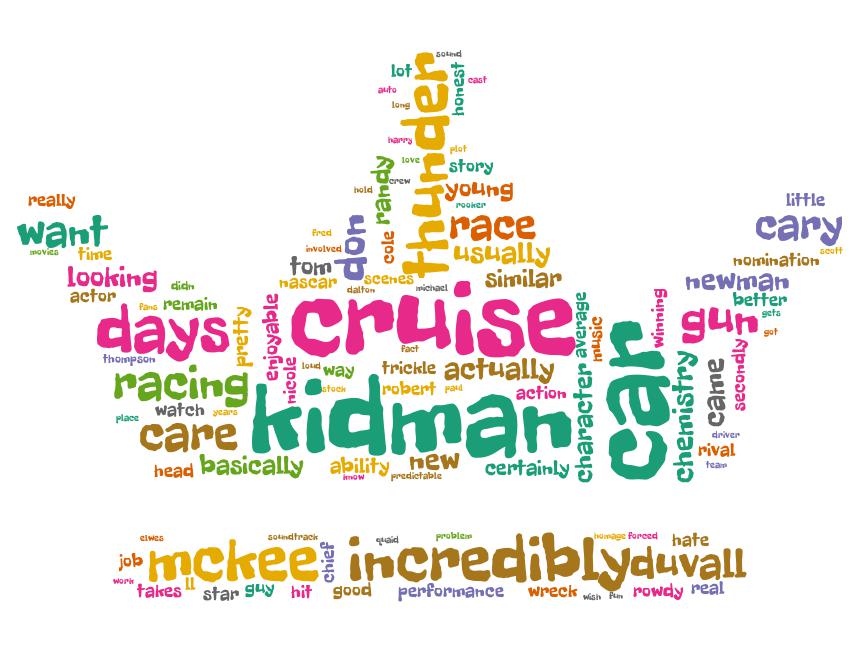 sound
lot
thunder
honest
cast
auto
long
harry
plot
love
story
randy
crew
hold
young
rooker
really
little
want
cary
don
race
fred
cole
movies
time
involved
usually
scott
tom
nomination
looking
scenes
similar
newman
nascar
didn
actor
dalton
michael
better
fans
remain
cruise
gets
days
pretty
enjoyable
average
music
winning
gun
got
thompson
fact
nicole
loud
way
trickle
actually
car
racing
stock
robert
paul
action
character
chemistry
came
secondly
watch
years
place
kidman
care
driver
head
basically
ability
new
certainly
rival
know
predictable
team
elwes
soundtrack
quaid
problem
homage
forced
hate
job
mckee
chief
incredibly
duvall
work
takes
ll
star
guy
hit
good
performance
wreck
wish
fun
rowdy
real